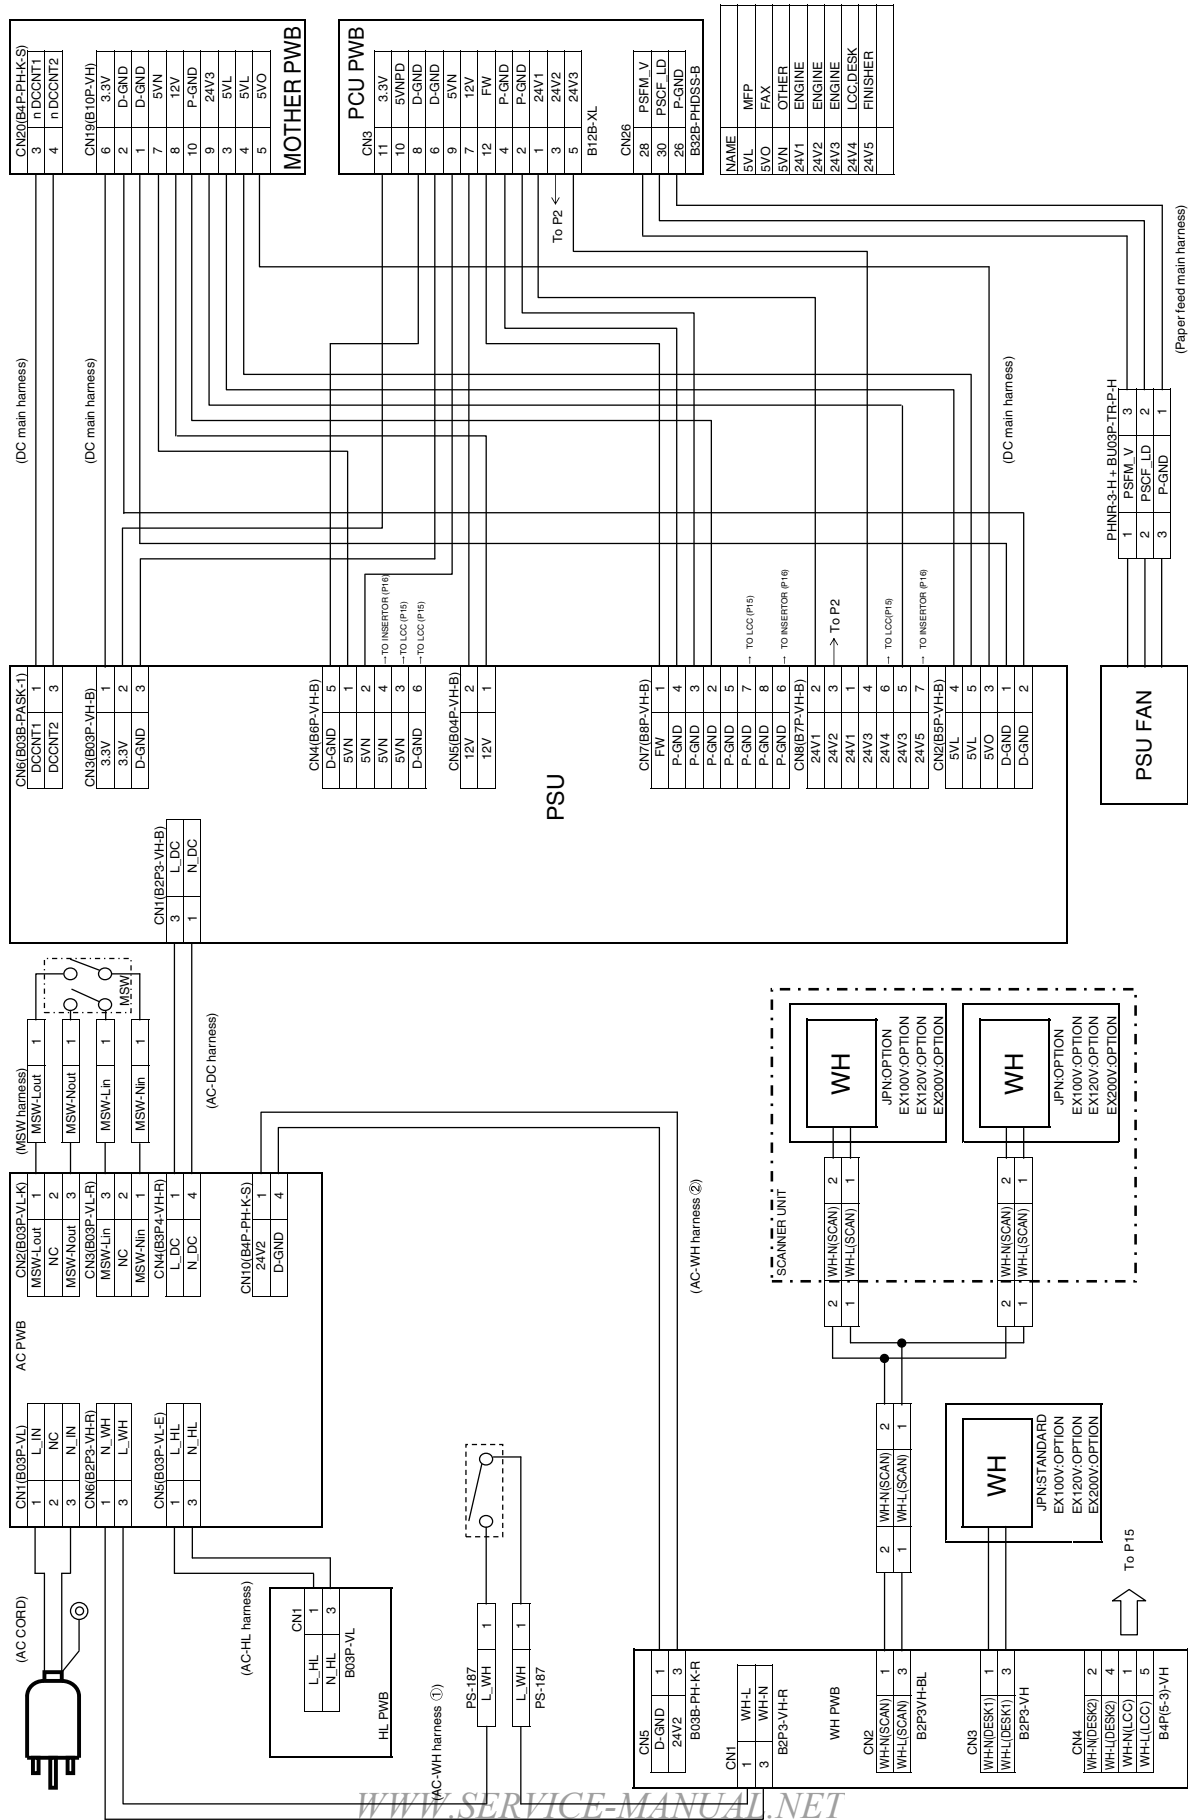 MOTHER PWB
CN20(B4P-PH-K-S)
3 n DCCNT1
4 n DCCNT2
CN19(B10P-VH)
6 3.3V
2 D-GND
1 D-GND
7 5VN
8 12V
10 P-GND
9 24V3
3 5VL
4 5VL
5 5VO
PCU PWB
CN3
11 3.3V
10 5VNPD
8 D-GND
6 D-GND
9 5VN
7 12V
12 FW
4 P-GND
2 P-GND
1 24V1
3 24V2
5 24V3
B12B-XL
CN26
28 PSFM_V
30 PSCF_LD
26 P-GND
B32B-PHDSS-B
NAME
5VL MFP
5VO FAX
5VN OTHER
24V1 ENGINE
24V2 ENGINE
24V3 ENGINE
24V4 LCC,DESK
24V5 FINISHER
To P2
(DC main harness)
(DC main harness)
(DC main harness)
(Paper feed main harness)
PHNR-3-H + BU03P-TR-P-H
1 PSFM_V 3
2 PSCF_LD 2
3 P-GND 1
PSU FAN
PSU
CN6(B03B-PASK-1)
DCCNT1 1
DCCNT2 3
CN3(B03P-VH-B)
3.3V 1
3.3V 2
D-GND 3
CN4(B6P-VH-B)
D-GND 5
5VN 1
5VN 2
5VN 4 → TO INSERTOR (P16)
5VN 3 → TO LCC (P15)
D-GND 6 → TO LCC (P15)
CN5(B04P-VH-B)
12V 2
12V 1
CN7(B8P-VH-B)
FW 1
P-GND 4
P-GND 3
P-GND 2
P-GND 5
P-GND 7 → TO LCC (P15)
P-GND 8
P-GND 6 → TO INSERTOR (P16)
CN8(B7P-VH-B)
24V1 2
24V2 3 → To P2
24V1 1
24V3 4
24V4 6 → TO LCC(P15)
24V3 5
24V5 7 → TO INSERTOR (P16)
CN2(B5P-VH-B)
5VL 4
5VL 5
5VO 3
D-GND 1
D-GND 2
CN1(B2P3-VH-B)
3 L_DC
1 N_DC
MSW
(MSW harness)
MSW-Lout 1
MSW-Nout 1
MSW-Lin 1
MSW-Nin 1
(AC-DC harness)
AC PWB
CN2(B03P-VL-K)
MSW-Lout 1
NC 2
MSW-Nout 3
CN3(B03P-VL-R)
MSW-Lin 3
NC 2
MSW-Nin 1
CN4(B3P4-VH-R)
L_DC 1
N_DC 4
CN10(B4P-PH-K-S)
24V2 1
D-GND 4
CN1(B03P-VL)
1 L_IN
2 NC
3 N_IN
CN6(B2P3-VH-R)
1 N_WH
3 L_WH
CN5(B03P-VL-E)
1 L_HL
3 N_HL
(AC CORD)
(AC-HL harness)
HL PWB
CN1
L_HL 1
N_HL 3
B03P-VL
(AC-WH harness ①)
PS-187
L_WH 1
L_WH 1
PS-187
(AC-WH harness ②)
SCANNER UNIT
WH
JPN:OPTION
EX100V:OPTION
EX120V:OPTION
EX200V:OPTION
2 WH-N(SCAN) 2
1 WH-L(SCAN) 1
WH
JPN:OPTION
EX100V:OPTION
EX120V:OPTION
EX200V:OPTION
2 WH-N(SCAN) 2
1 WH-L(SCAN) 1
2 WH-N(SCAN) 2
1 WH-L(SCAN) 1
WH
JPN:STANDARD
EX100V:OPTION
EX120V:OPTION
EX200V:OPTION
To P15
WH PWB
CN5
D-GND 1
24V2 3
B03B-PH-K-R
CN1
1 WH-L
3 WH-N
B2P3-VH-R
CN2
WH-N(SCAN) 1
WH-L(SCAN) 3
B2P3VH-BL
CN3
WH-N(DESK1) 1
WH-L(DESK1) 3
B2P3-VH
CN4
WH-N(DESK2) 2
WH-L(DESK2) 4
WH-N(LCC) 1
WH-L(LCC) 5
B4P(5-3)-VH
WWW.SERVICE-MANUAL.NET